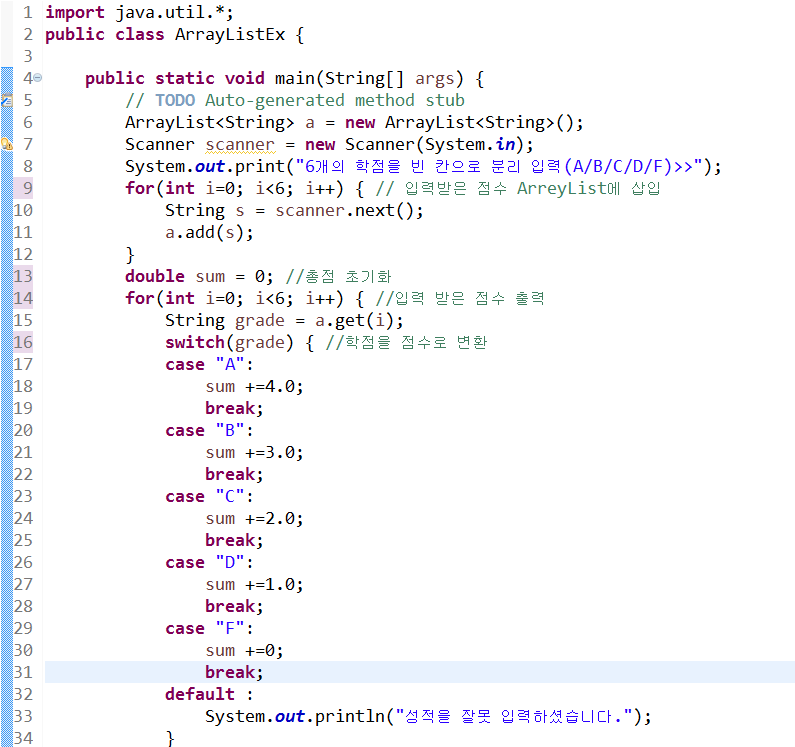 1 import java.util.*;
2 public class ArrayListEx {
3
4 public static void main(String[] args) {
5 // TODO Auto-generated method stub
6 ArrayList<String> a = new ArrayList<String>();
7 Scanner scanner = new Scanner(System.in);
8 System.out.print("6개의 학점을 빈 칸으로 분리 입력(A/B/C/D/F)>>");
9 for(int i=0; i<6; i++) { // 입력받은 점수 ArreyList에 삽입
10 String s = scanner.next();
11 a.add(s);
12 }
13 double sum = 0; //총점 초기화
14 for(int i=0; i<6; i++) { //입력 받은 점수 출력
15 String grade = a.get(i);
16 switch(grade) { //학점을 점수로 변환
17 case "A":
18 sum +=4.0;
19 break;
20 case "B":
21 sum +=3.0;
22 break;
23 case "C":
24 sum +=2.0;
25 break;
26 case "D":
27 sum +=1.0;
28 break;
29 case "F":
30 sum +=0;
31 break;
32 default :
33 System.out.println("성적을 잘못 입력하셨습니다.");
34 }